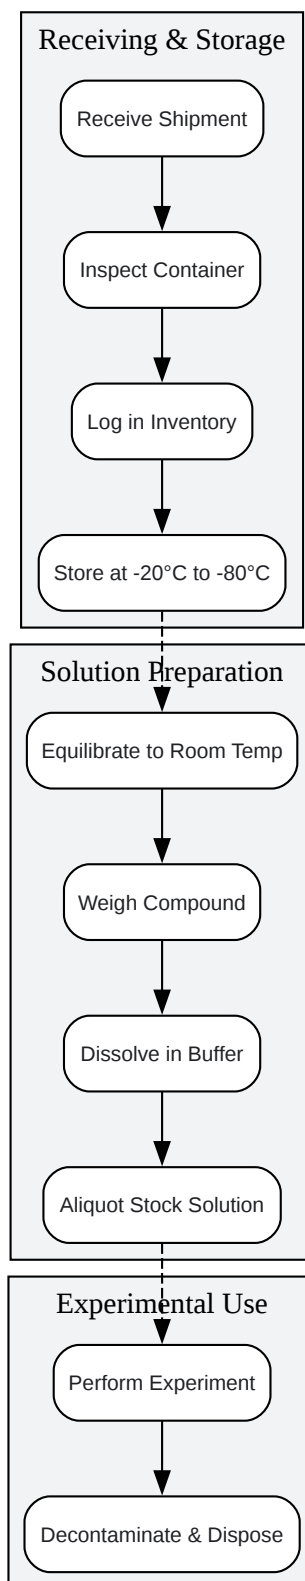 Receiving & Storage
Receive Shipment
Inspect Container
Log in Inventory
Store at -20°C to -80°C
Solution Preparation
Equilibrate to Room Temp
Weigh Compound
Dissolve in Buffer
Aliquot Stock Solution
Experimental Use
Perform Experiment
Decontaminate & Dispose